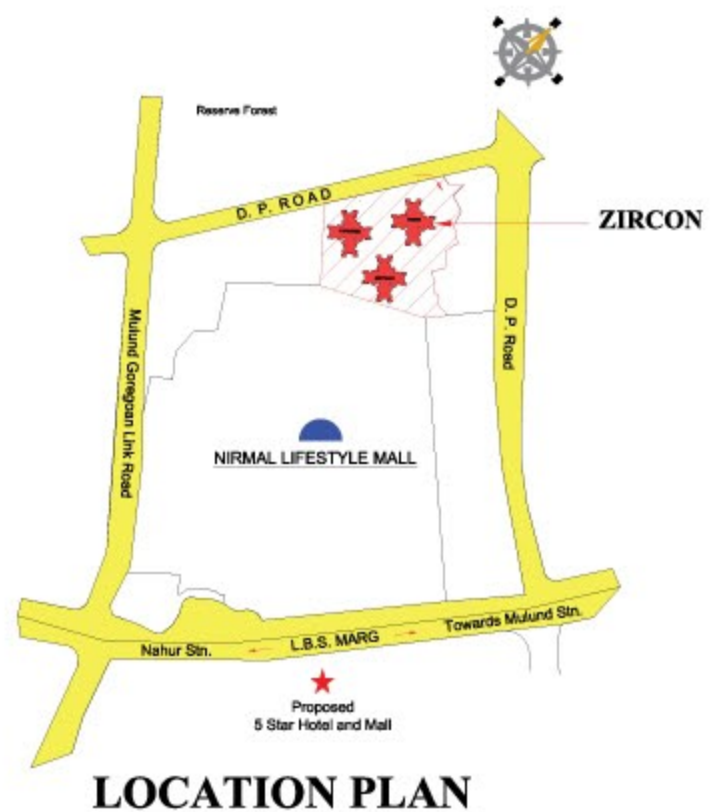 Reserve Forest
D. P. ROAD
ZIRCON
D. P. Road
Mulund Goregoan Link Road
NIRMAL LIFESTYLE MALL
Towards Mulund Stn.
L.B.S. MARG
Nahur Stn.
Proposed
5 Star Hotel and Mall
LOCATION PLAN